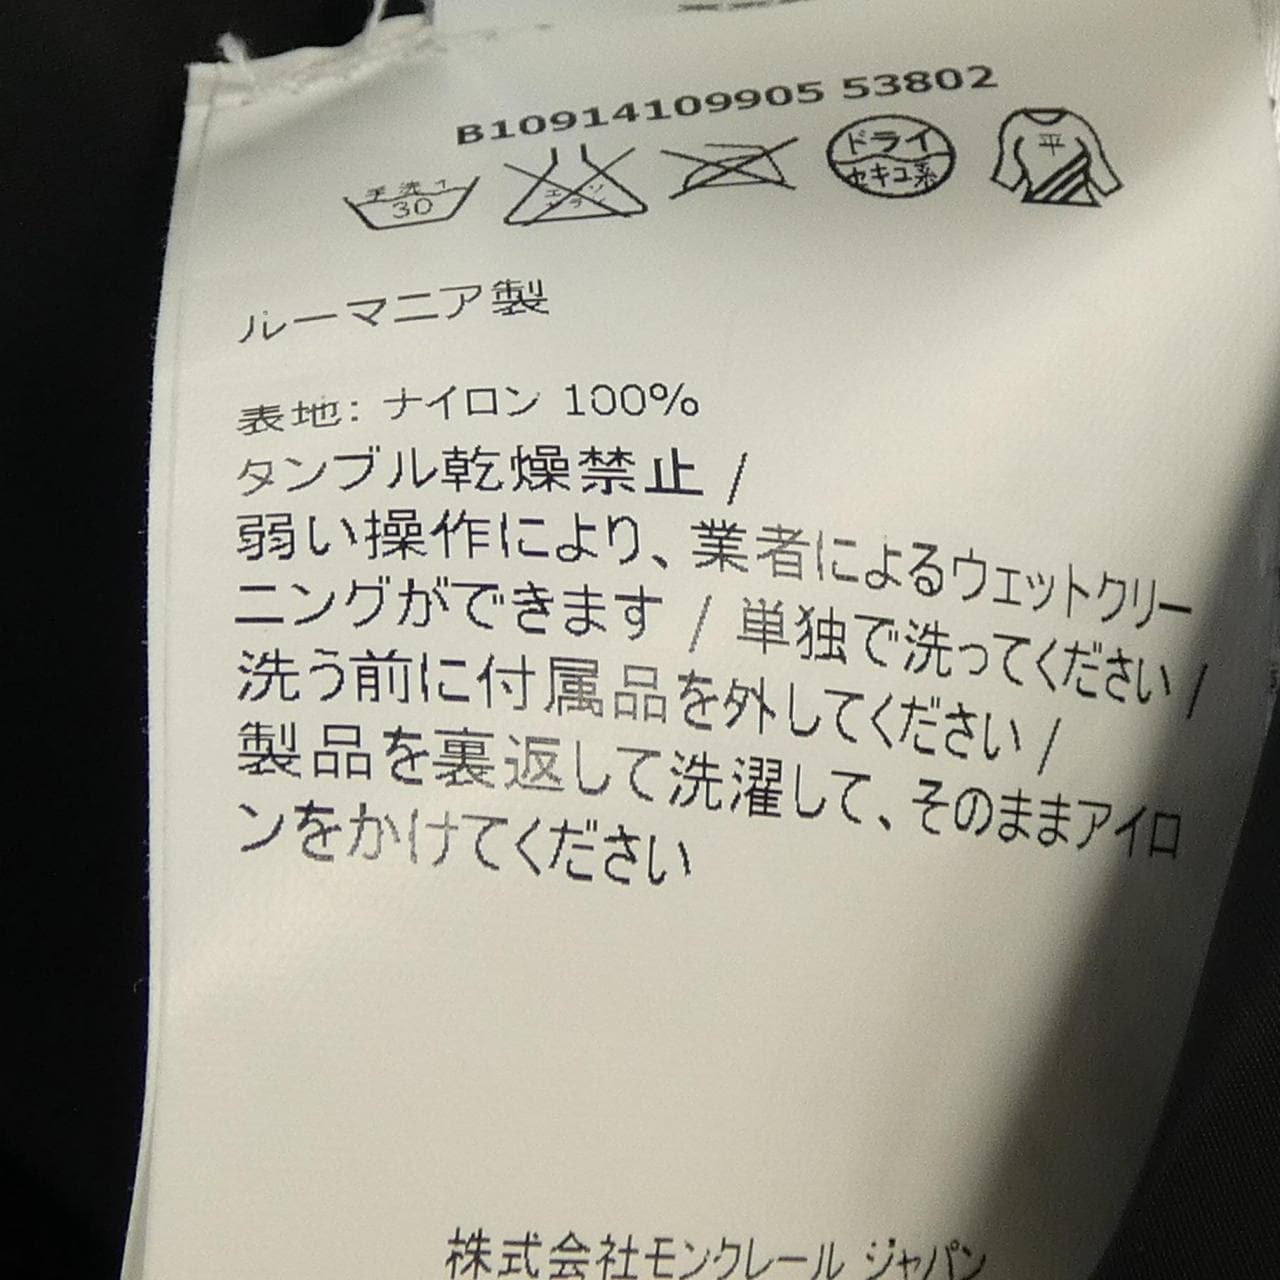 B10914109905 53802
手洗イ
30
エンソサラシ
ドライ
セキユ系
平
ルーマニア製
表地: ナイロン 100%
タンブル乾燥禁止 /
弱い操作により、業者によるウェットクリー
ニングができます / 単独で洗ってください /
洗う前に付属品を外してください /
製品を裏返して洗濯して、そのままアイロ
ンをかけてください
株式会社モンクレール ジャパン